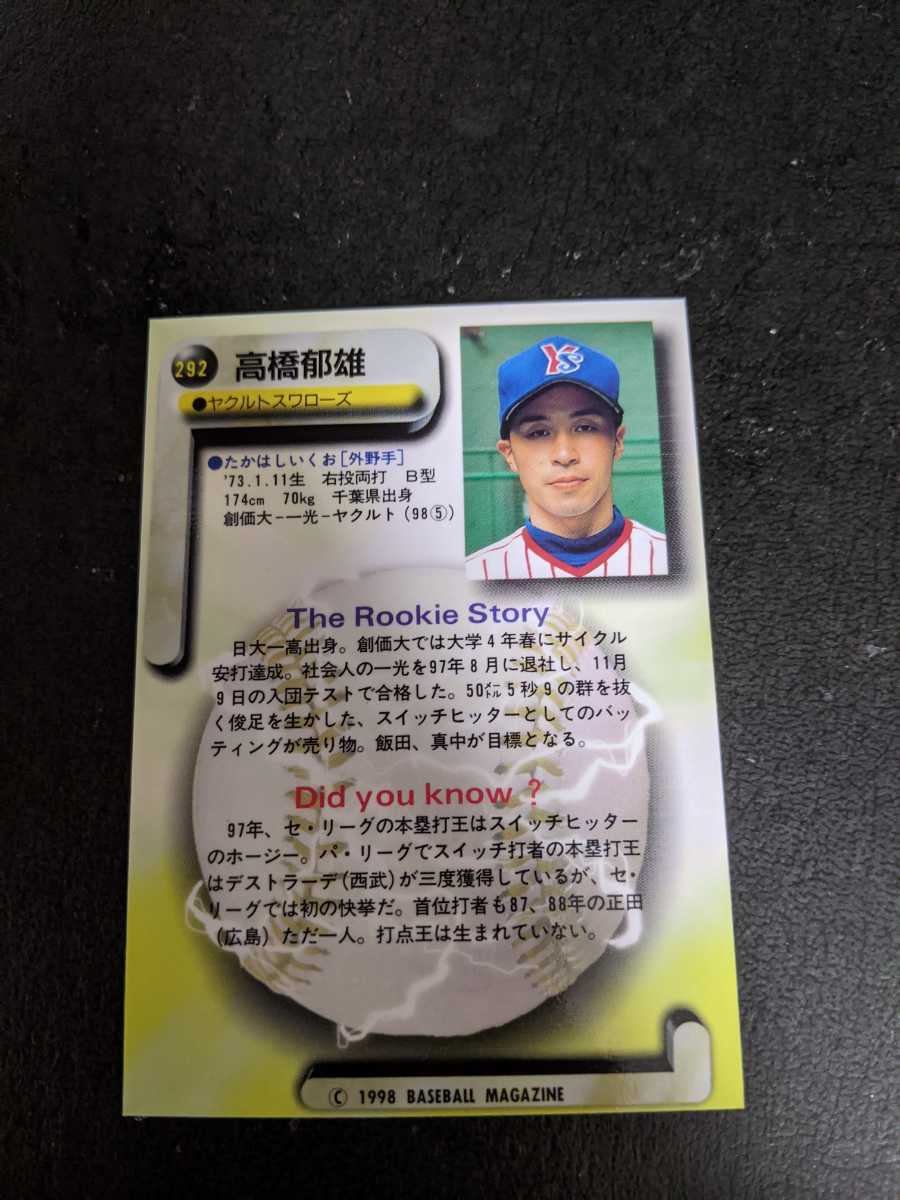 292 高橋郁雄
●ヤクルトスワローズ
●たかはしいくお[外野手]
'73.1.11生 右投両打 B型
174cm 70kg 千葉県出身
創価大−一光−ヤクルト(98⑤)
YS
The Rookie Story
日大一高出身。創価大では大学4年春にサイクル
安打達成。社会人の一光を97年8月に退社し、11月
9日の入団テストで合格した。50㍍5秒9の群を抜
く俊足を生かした、スイッチヒッターとしてのバッ
ティングが売り物。飯田、真中が目標となる。
Did you know ?
97年、セ・リーグの本塁打王はスイッチヒッター
のホージー。パ・リーグでスイッチ打者の本塁打王
はデストラーデ(西武)が三度獲得しているが、セ・
リーグでは初の快挙だ。首位打者も87、88年の正田
(広島)ただ一人。打点王は生まれていない。
© 1998 BASEBALL MAGAZINE